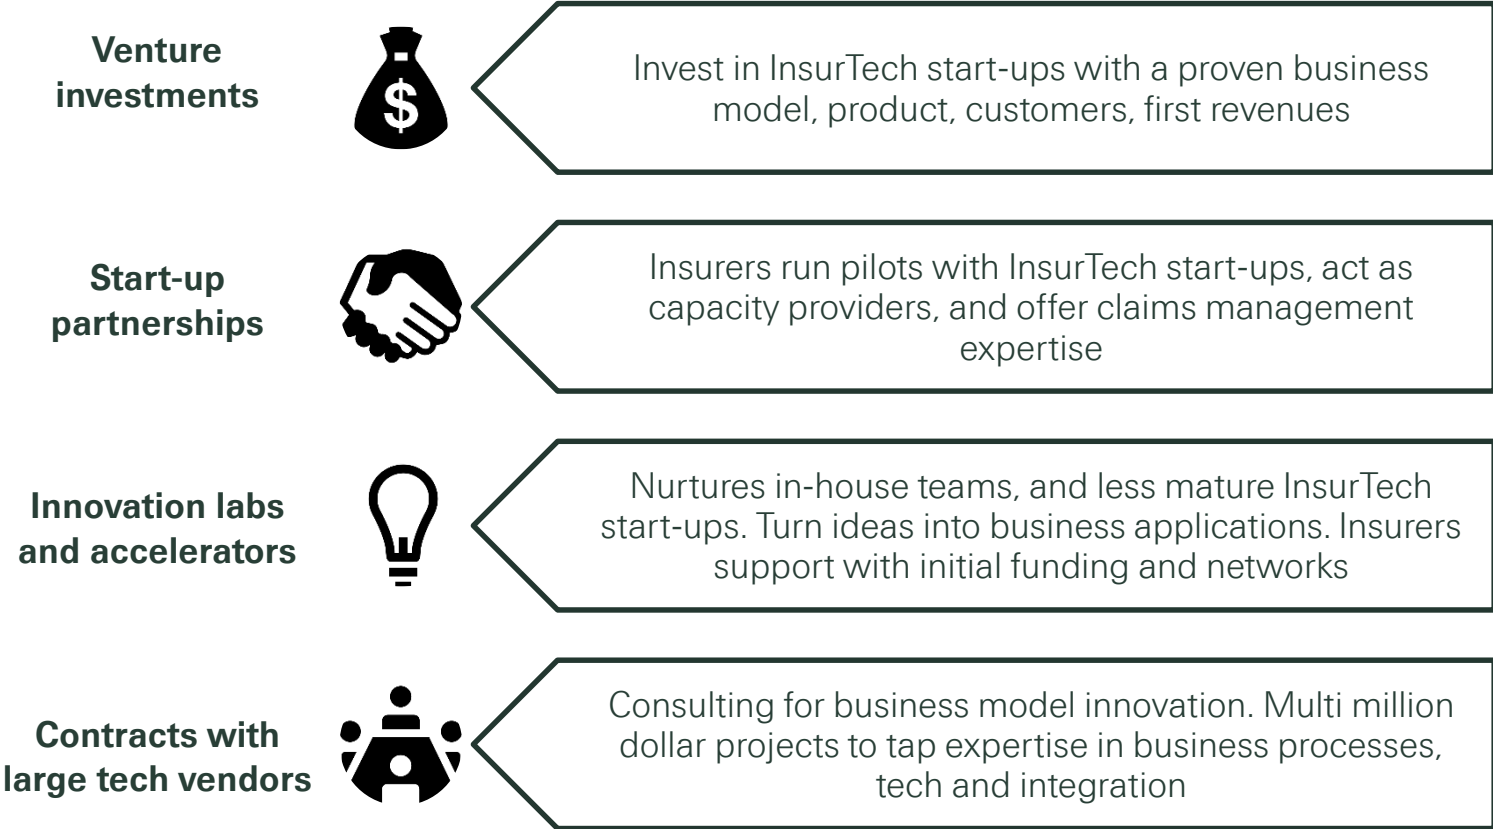 Venture
investments
$
Invest in InsurTech start-ups with a proven business
model, product, customers, first revenues
Start-up
partnerships
Insurers run pilots with InsurTech start-ups, act as
capacity providers, and offer claims management
expertise
Innovation labs
and accelerators
Nurtures in-house teams, and less mature InsurTech
start-ups. Turn ideas into business applications. Insurers
support with initial funding and networks
Contracts with
large tech vendors
Consulting for business model innovation. Multi million
dollar projects to tap expertise in business processes,
tech and integration